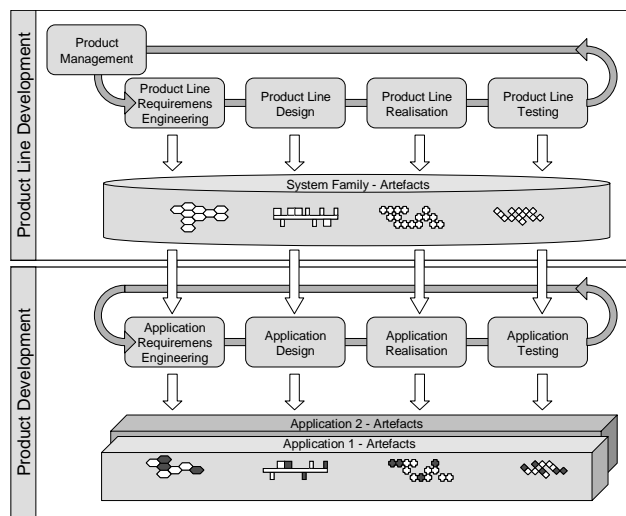 Product Line Development
Product
Management
Product Line
Requiremens
Engineering
Product Line
Design
Product Line
Realisation
Product Line
Testing
System Family - Artefacts
Product Development
Application
Requiremens
Engineering
Application
Design
Application
Realisation
Application
Testing
Application 2 - Artefacts
Application 1 - Artefacts